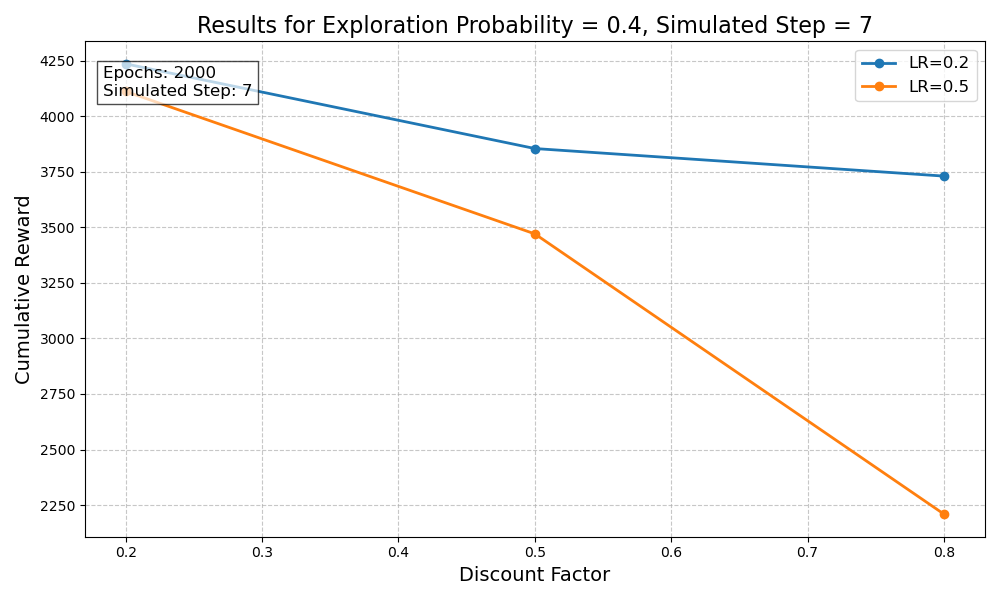 Results for Exploration Probability = 0.4, Simulated Step = 7
Epochs: 2000
Simulated Step: 7
LR=0.2
LR=0.5
Cumulative Reward
4250
4000
3750
3500
3250
3000
2750
2500
2250
0.2
0.3
0.4
0.5
0.6
0.7
0.8
Discount Factor